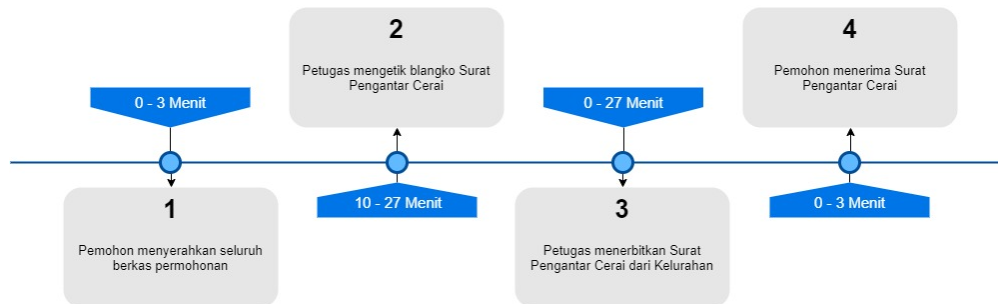 0 - 3 Menit
1
Pemohon menyerahkan seluruh
berkas permohonan
2
Petugas mengetik blangko Surat
Pengantar Cerai
10 - 27 Menit
0 - 27 Menit
3
Petugas menerbitkan Surat
Pengantar Cerai dari Kelurahan
4
Pemohon menerima Surat
Pengantar Cerai
0 - 3 Menit